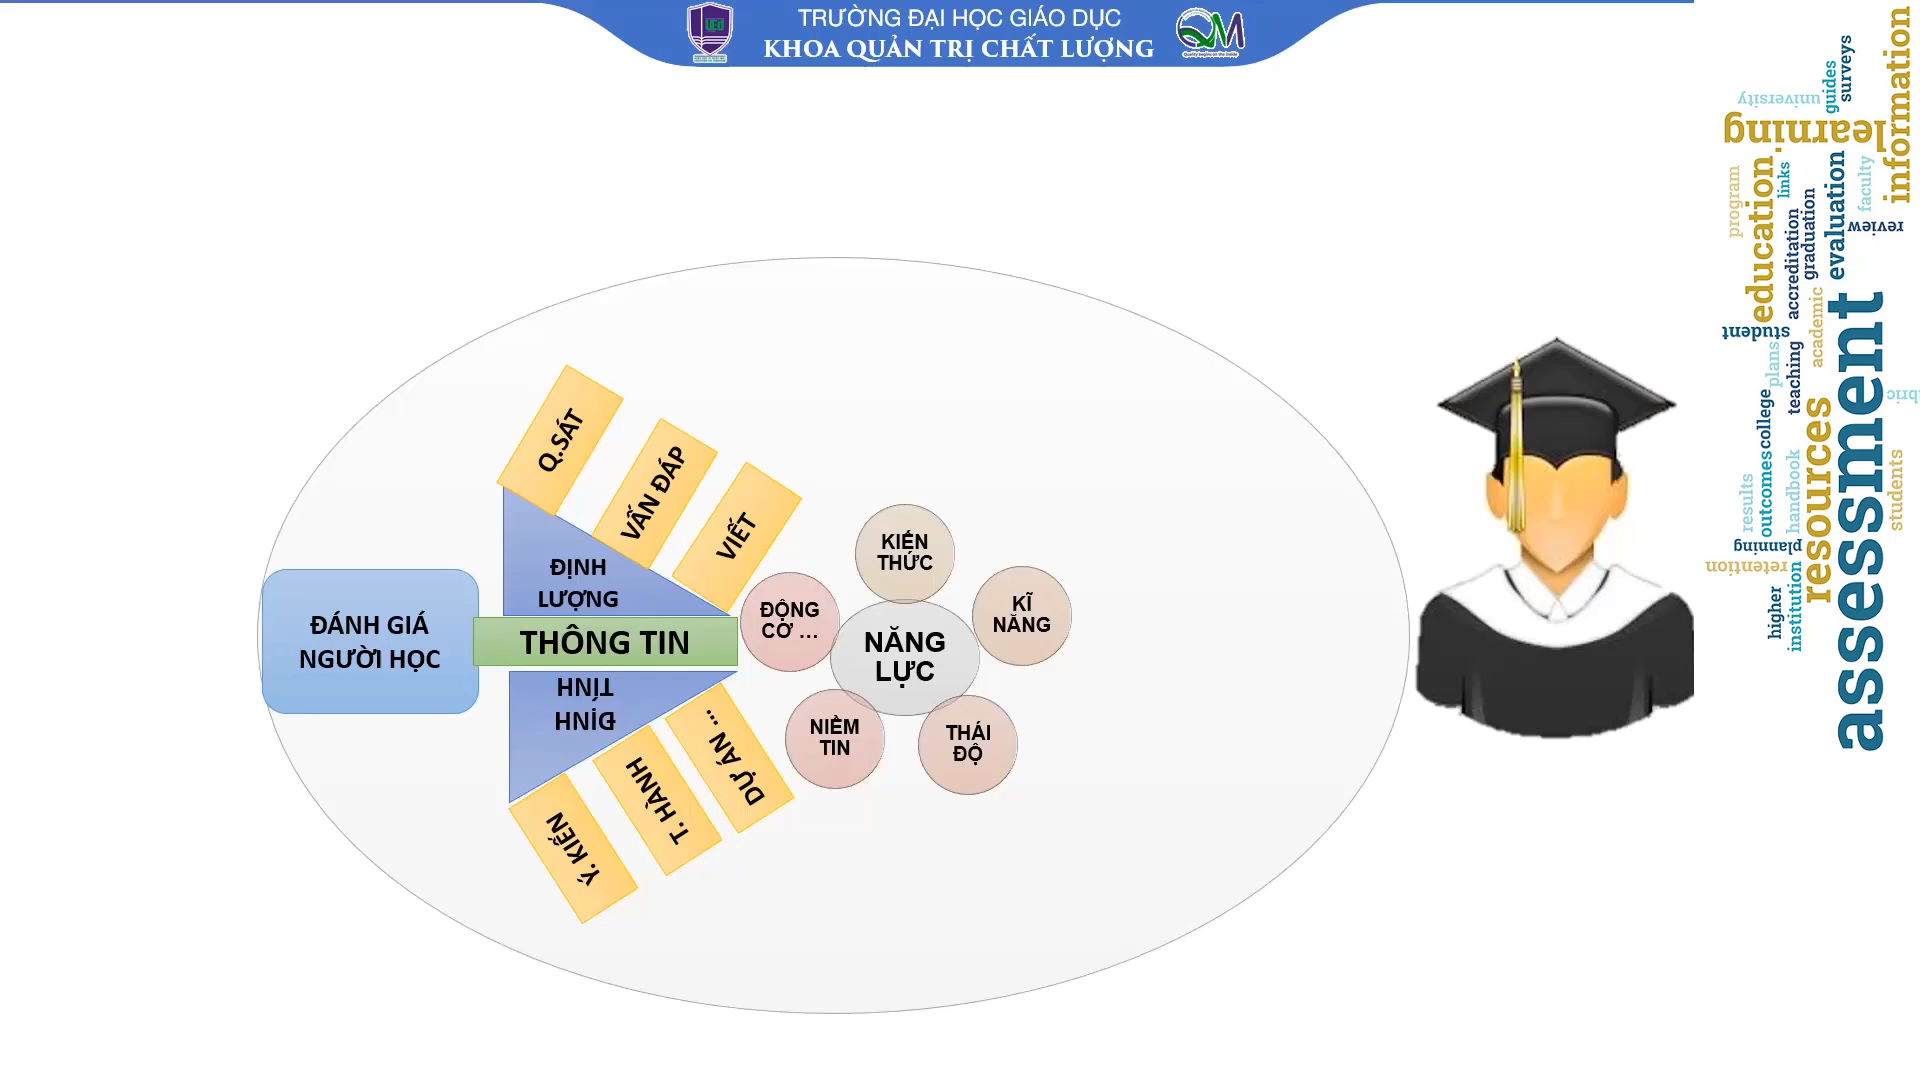 TRƯỜNG ĐẠI HỌC GIÁO DỤC
KHOA QUẢN TRỊ CHẤT LƯỢNG
UEd
QM
Q.SÁT
VẤN ĐÁP
VIẾT
ĐỊNH
LƯỢNG
ĐÁNH GIÁ
NGƯỜI HỌC
THÔNG TIN
ĐỊNH
TÍNH
Ý. KIẾN
T. HÀNH
DỰ ÁN ...
KIẾN
THỨC
KĨ
NĂNG
ĐỘNG
CƠ ...
NĂNG
LỰC
NIỀM
TIN
THÁI
ĐỘ
information
surveys
guides
university
learning
program
education
links
accreditation
graduation
evaluation
faculty
review
student
plans
teaching
academic
assessment
college
outcomes
results
handbook
resources
students
planning
retention
higher
institution